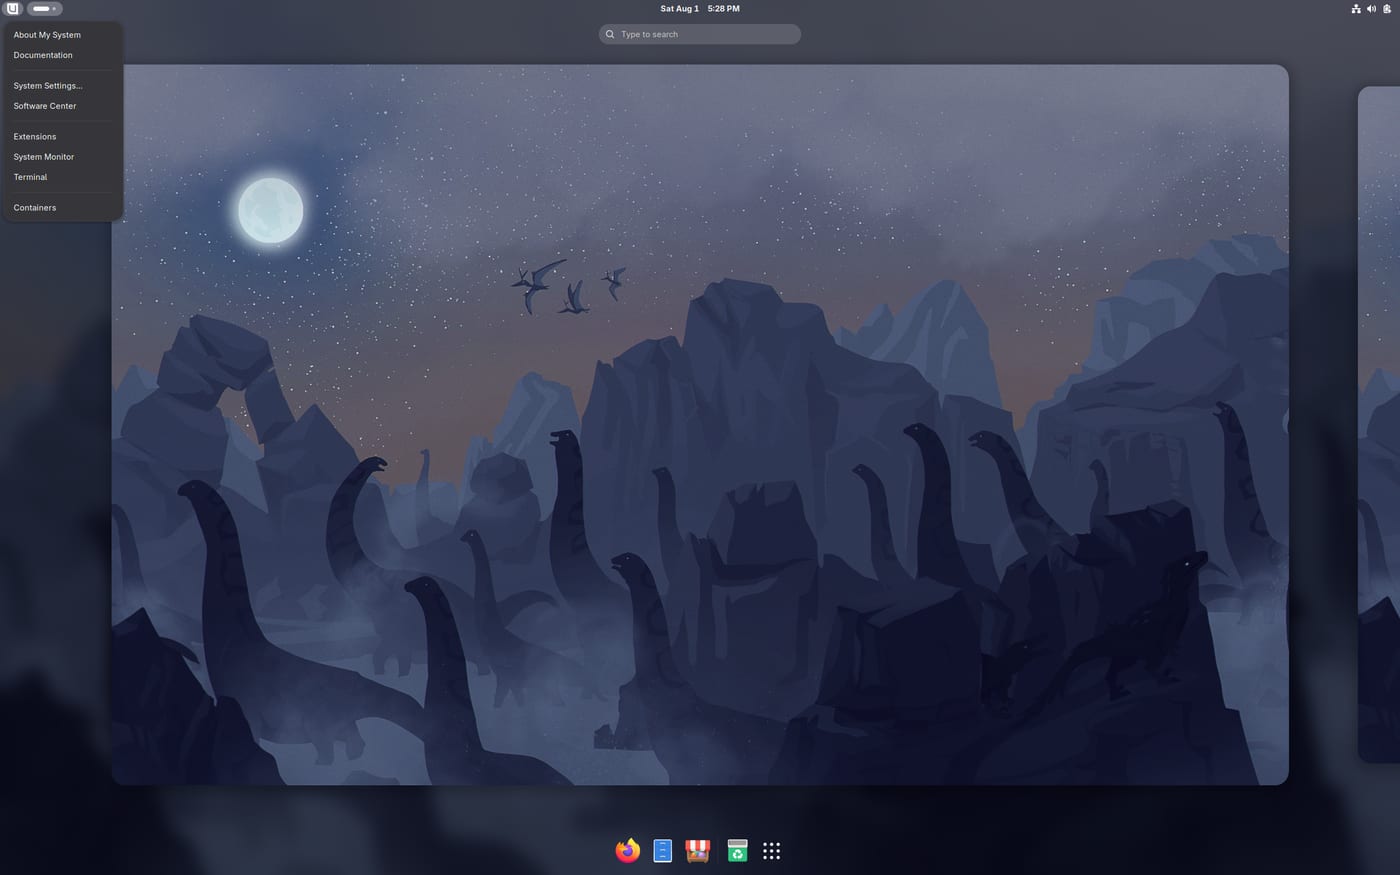 Sat Aug 1 5:28 PM
Type to search
About My System
Documentation
System Settings...
Software Center
Extensions
System Monitor
Terminal
Containers